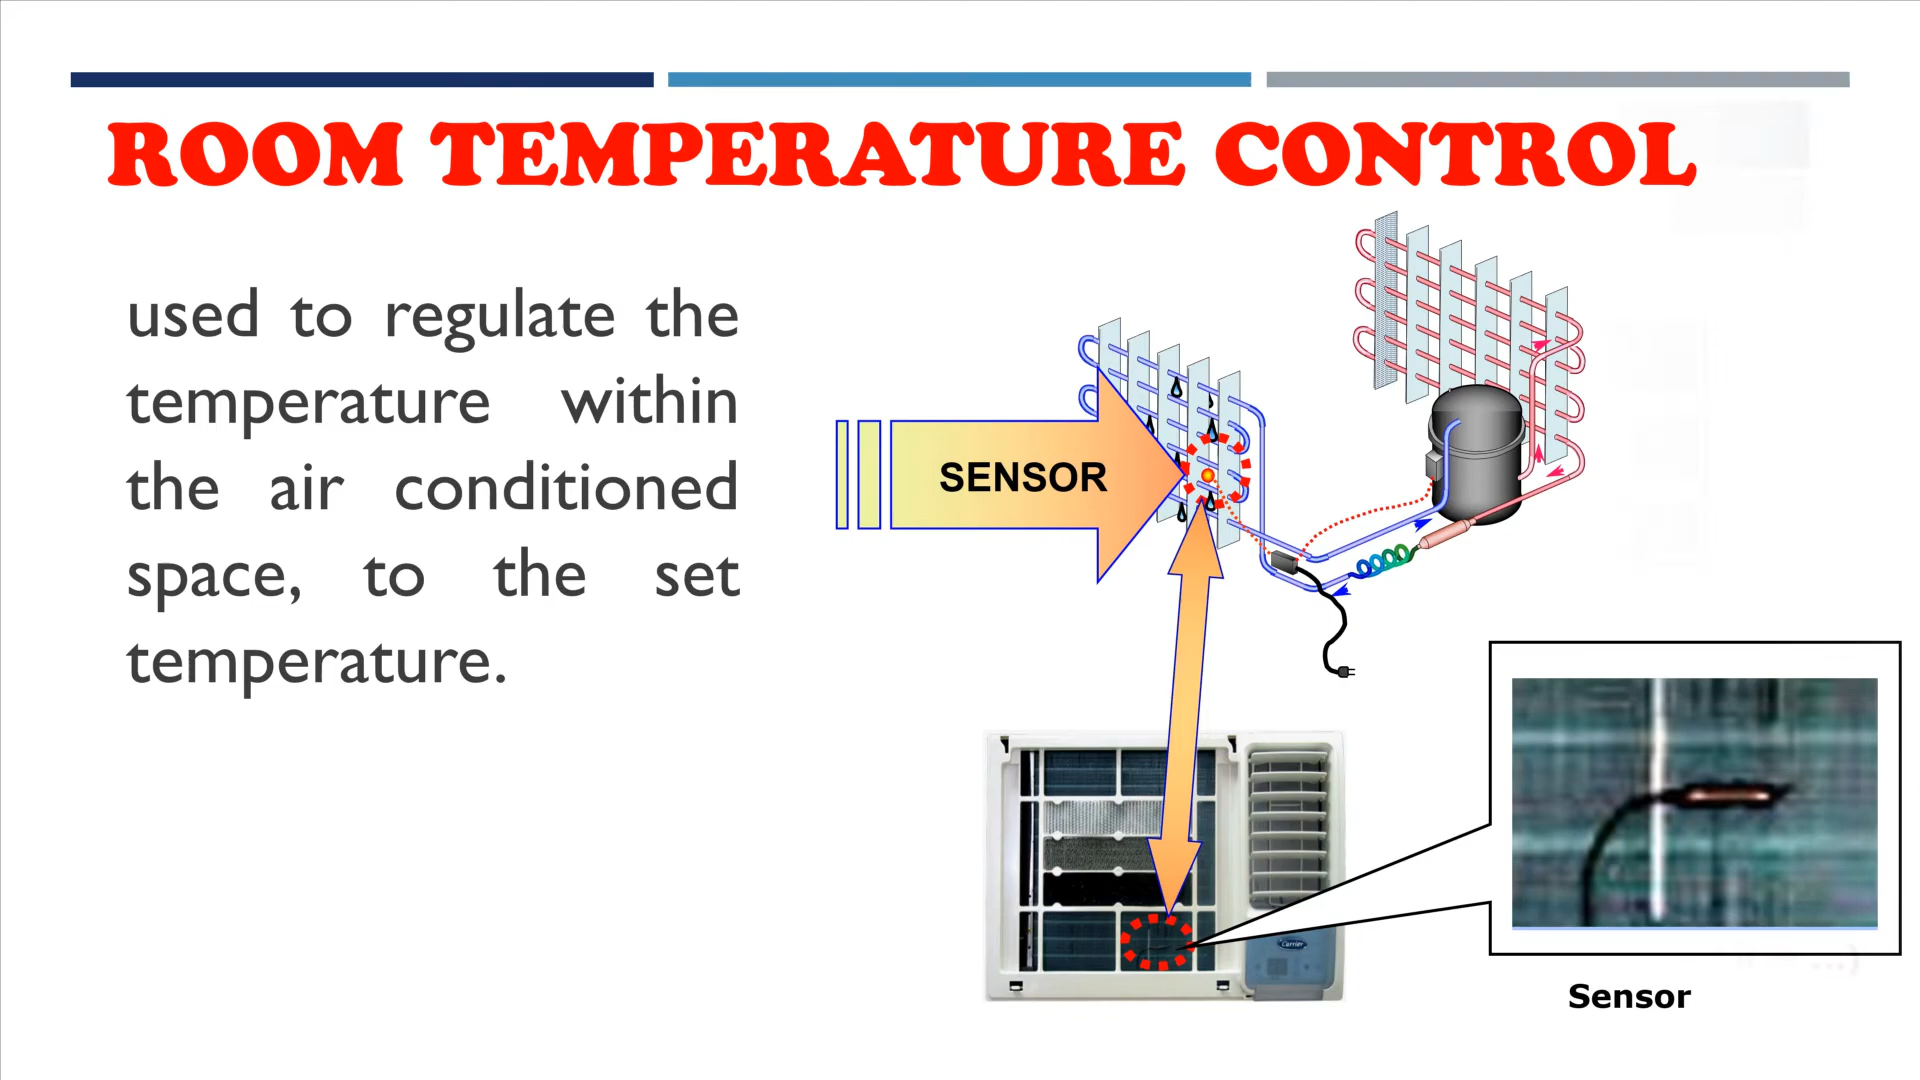 ROOM TEMPERATURE CONTROL
used to regulate the
temperature within
the air conditioned
space, to the set
temperature.
SENSOR
Carrier
Sensor